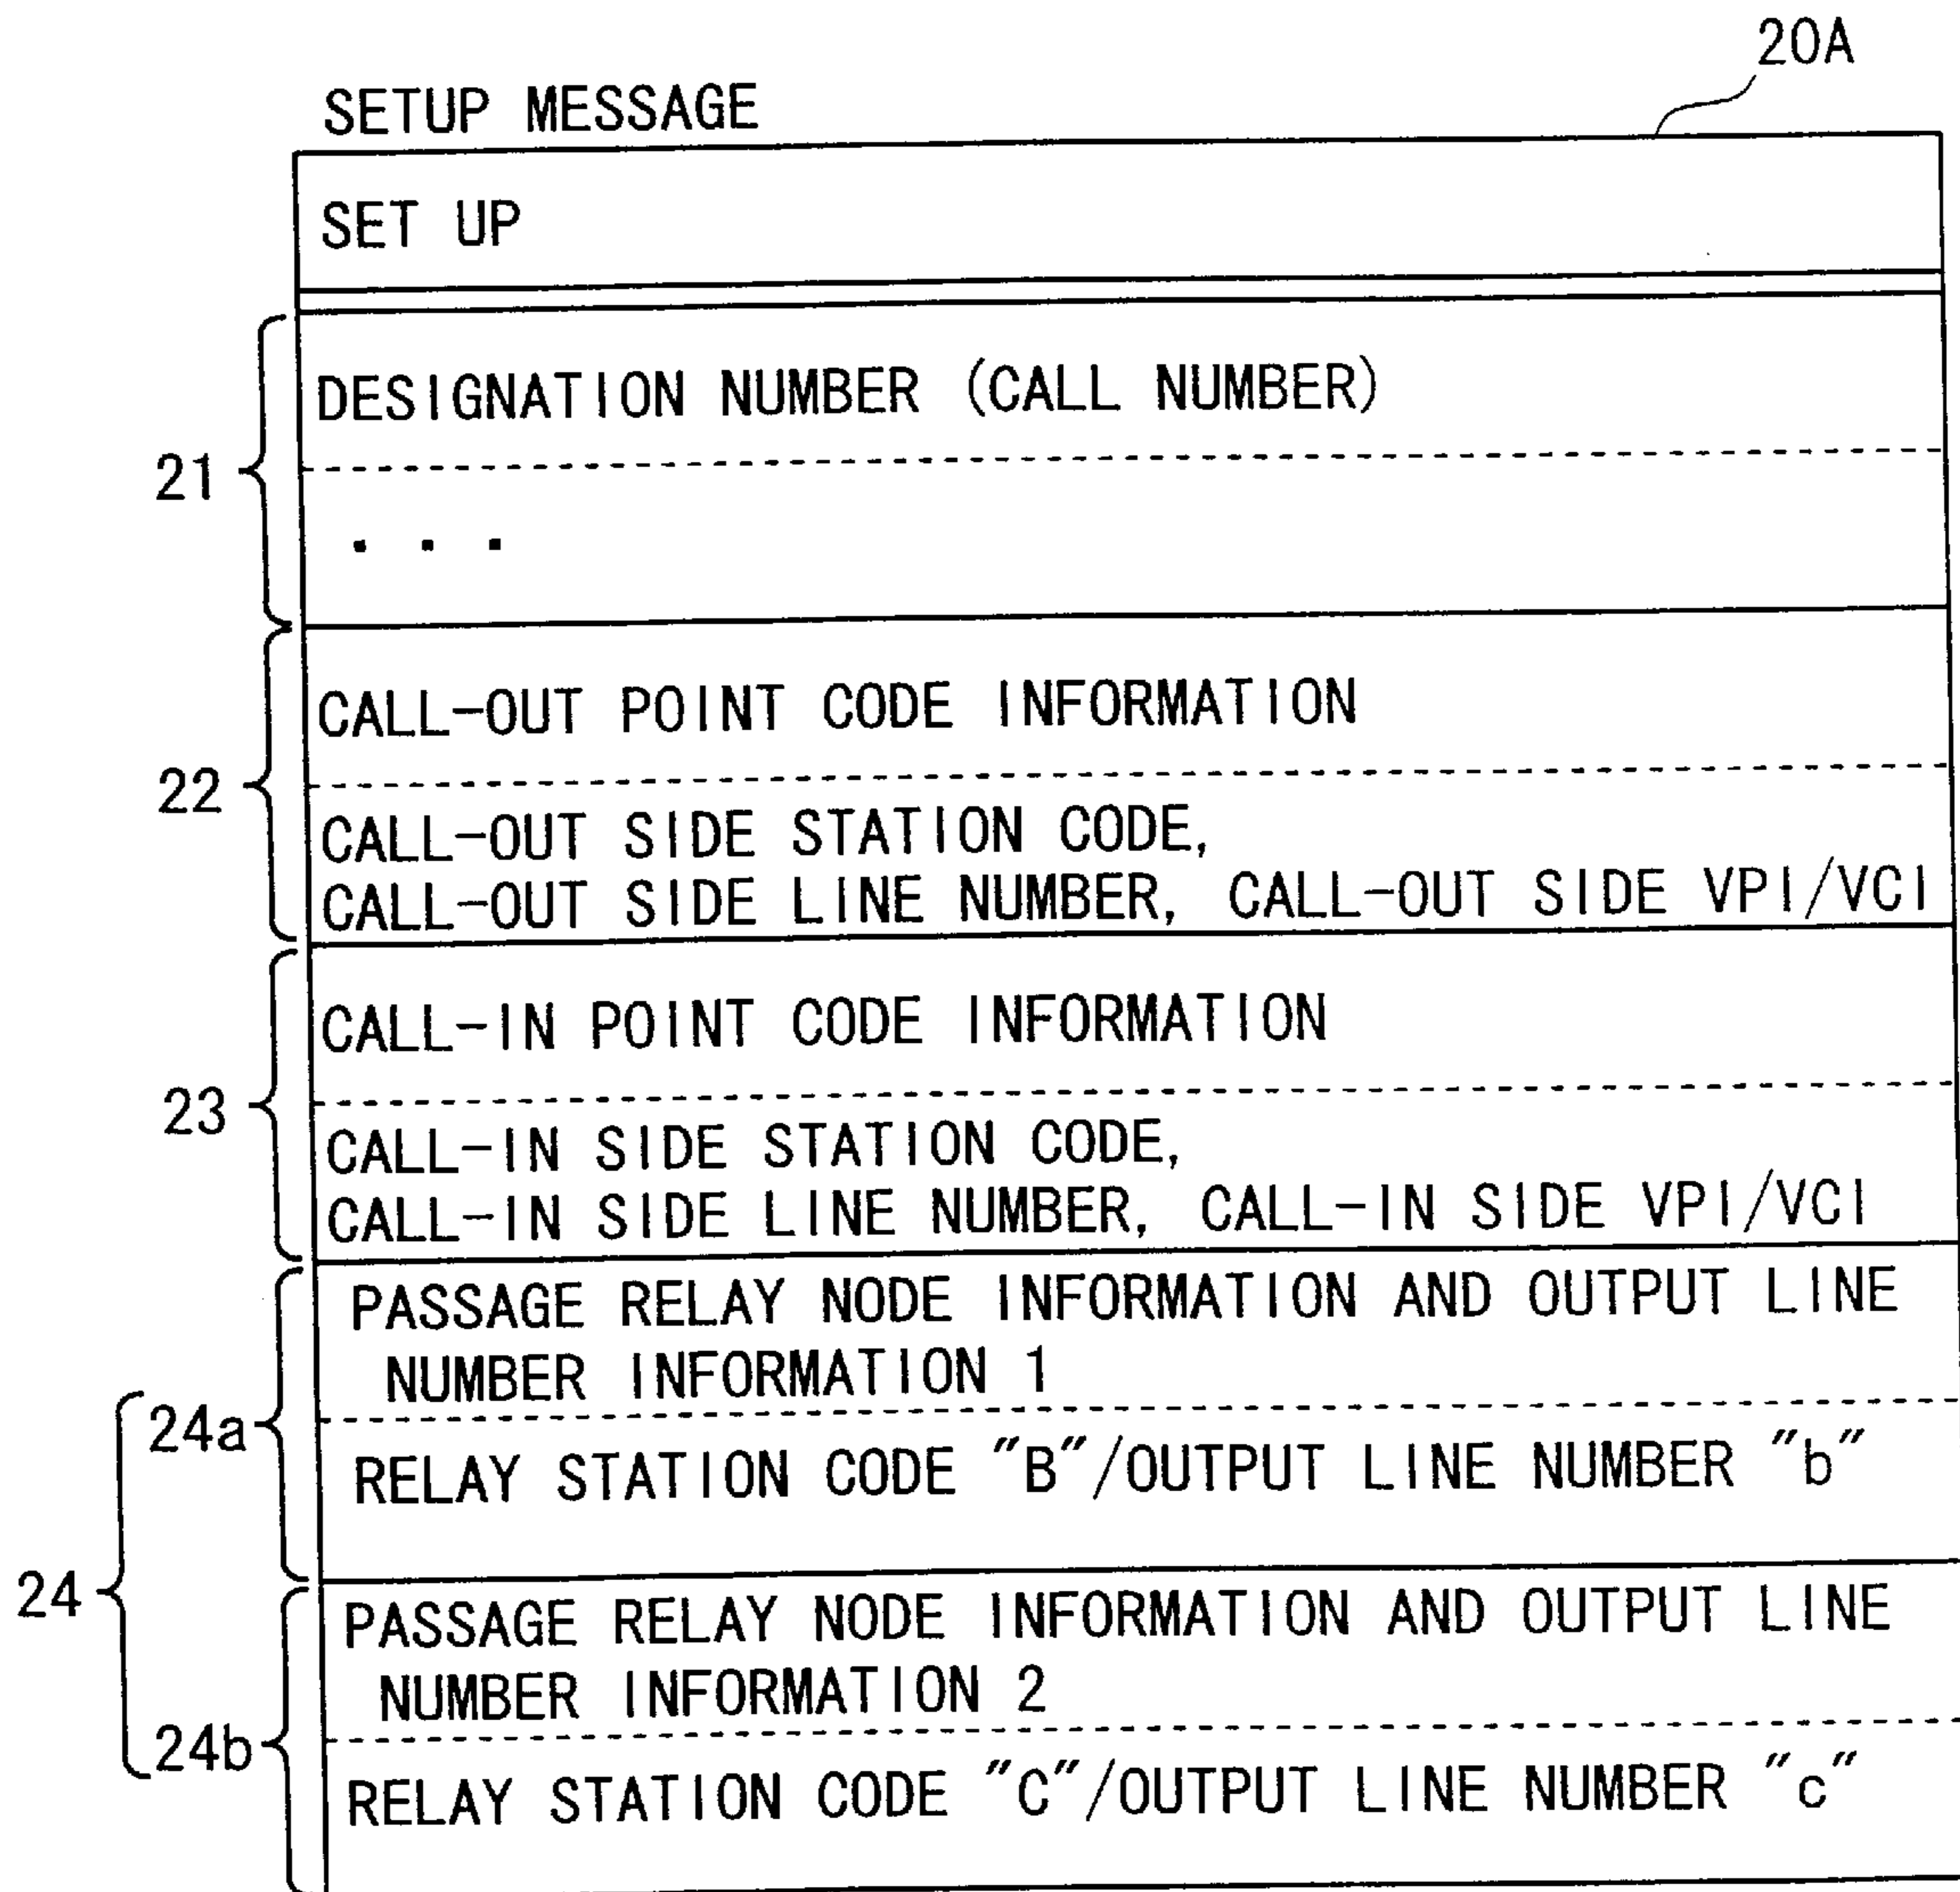 20A
SETUP MESSAGE
SET UP
21
DESIGNATION NUMBER (CALL NUMBER)
. . .
22
CALL-OUT POINT CODE INFORMATION
CALL-OUT SIDE STATION CODE,
CALL-OUT SIDE LINE NUMBER, CALL-OUT SIDE VPI/VCI
23
CALL-IN POINT CODE INFORMATION
CALL-IN SIDE STATION CODE,
CALL-IN SIDE LINE NUMBER, CALL-IN SIDE VPI/VCI
24
24a
PASSAGE RELAY NODE INFORMATION AND OUTPUT LINE
NUMBER INFORMATION 1
RELAY STATION CODE "B"/OUTPUT LINE NUMBER "b"
24b
PASSAGE RELAY NODE INFORMATION AND OUTPUT LINE
NUMBER INFORMATION 2
RELAY STATION CODE "C"/OUTPUT LINE NUMBER "c"